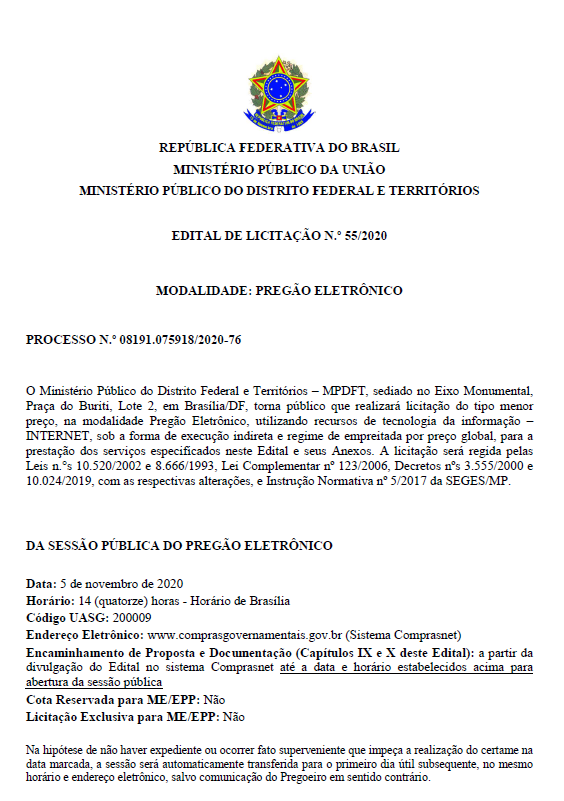 REPÚBLICA FEDERATIVA DO BRASIL
MINISTÉRIO PÚBLICO DA UNIÃO
MINISTÉRIO PÚBLICO DO DISTRITO FEDERAL E TERRITÓRIOS
EDITAL DE LICITAÇÃO N.º 55/2020
MODALIDADE: PREGÃO ELETRÔNICO
PROCESSO N.º 08191.075918/2020-76
O Ministério Público do Distrito Federal e Territórios – MPDFT, sediado no Eixo Monumental,
Praça do Buriti, Lote 2, em Brasília/DF, torna público que realizará licitação do tipo menor
preço, na modalidade Pregão Eletrônico, utilizando recursos de tecnologia da informação –
INTERNET, sob a forma de execução indireta e regime de empreitada por preço global, para a
prestação dos serviços especificados neste Edital e seus Anexos. A licitação será regida pelas
Leis n.ºs 10.520/2002 e 8.666/1993, Lei Complementar nº 123/2006, Decretos nºs 3.555/2000 e
10.024/2019, com as respectivas alterações, e Instrução Normativa nº 5/2017 da SEGES/MP.
DA SESSÃO PÚBLICA DO PREGÃO ELETRÔNICO
Data: 5 de novembro de 2020
Horário: 14 (quatorze) horas - Horário de Brasília
Código UASG: 200009
Endereço Eletrônico: www.comprasgovernamentais.gov.br (Sistema Comprasnet)
Encaminhamento de Proposta e Documentação (Capítulos IX e X deste Edital): a partir da
divulgação do Edital no sistema Comprasnet até a data e horário estabelecidos acima para
abertura da sessão pública
Cota Reservada para ME/EPP: Não
Licitação Exclusiva para ME/EPP: Não
Na hipótese de não haver expediente ou ocorrer fato superveniente que impeça a realização do certame na
data marcada, a sessão será automaticamente transferida para o primeiro dia útil subsequente, no mesmo
horário e endereço eletrônico, salvo comunicação do Pregoeiro em sentido contrário.